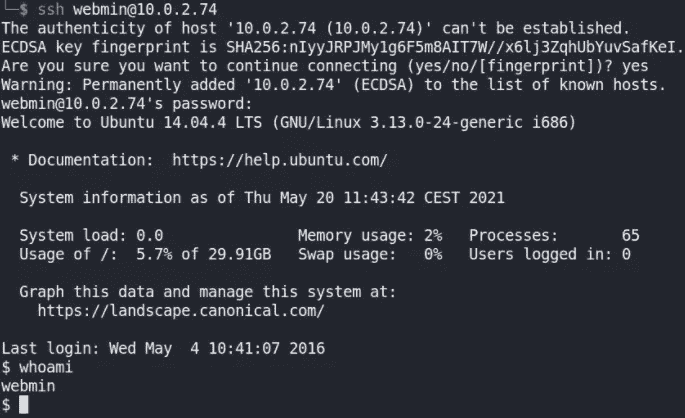 └─$ ssh webmin@10.0.2.74
The authenticity of host '10.0.2.74 (10.0.2.74)' can't be established.
ECDSA key fingerprint is SHA256:nIyyJRPJMy1g6F5m8AIT7W//x6lj3ZqhUbYuvSafKeI.
Are you sure you want to continue connecting (yes/no/[fingerprint])? yes
Warning: Permanently added '10.0.2.74' (ECDSA) to the list of known hosts.
webmin@10.0.2.74's password:
Welcome to Ubuntu 14.04.4 LTS (GNU/Linux 3.13.0-24-generic i686)
* Documentation:  https://help.ubuntu.com/
System information as of Thu May 20 11:43:42 CEST 2021
System load: 0.0               Memory usage: 2%   Processes:       65
Usage of /:  5.7% of 29.91GB   Swap usage:   0%   Users logged in: 0
Graph this data and manage this system at:
https://landscape.canonical.com/
Last login: Wed May  4 10:41:07 2016
$ whoami
webmin
$